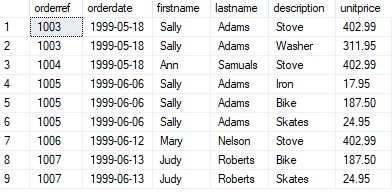 orderref orderdate firstname lastname description unitprice
1 1003 1999-05-18 Sally Adams Stove 402.99
2 1003 1999-05-18 Sally Adams Washer 311.95
3 1004 1999-05-18 Ann Samuals Stove 402.99
4 1005 1999-06-06 Sally Adams Iron 17.95
5 1005 1999-06-06 Sally Adams Bike 187.50
6 1005 1999-06-06 Sally Adams Skates 24.95
7 1006 1999-06-12 Mary Nelson Stove 402.99
8 1007 1999-06-13 Judy Roberts Bike 187.50
9 1007 1999-06-13 Judy Roberts Skates 24.95